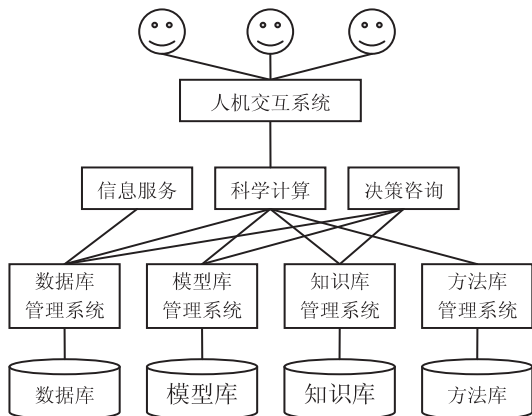 人机交互系统
信息服务
科学计算
决策咨询
数据库
管理系统
模型库
管理系统
知识库
管理系统
方法库
管理系统
数据库
模型库
知识库
方法库